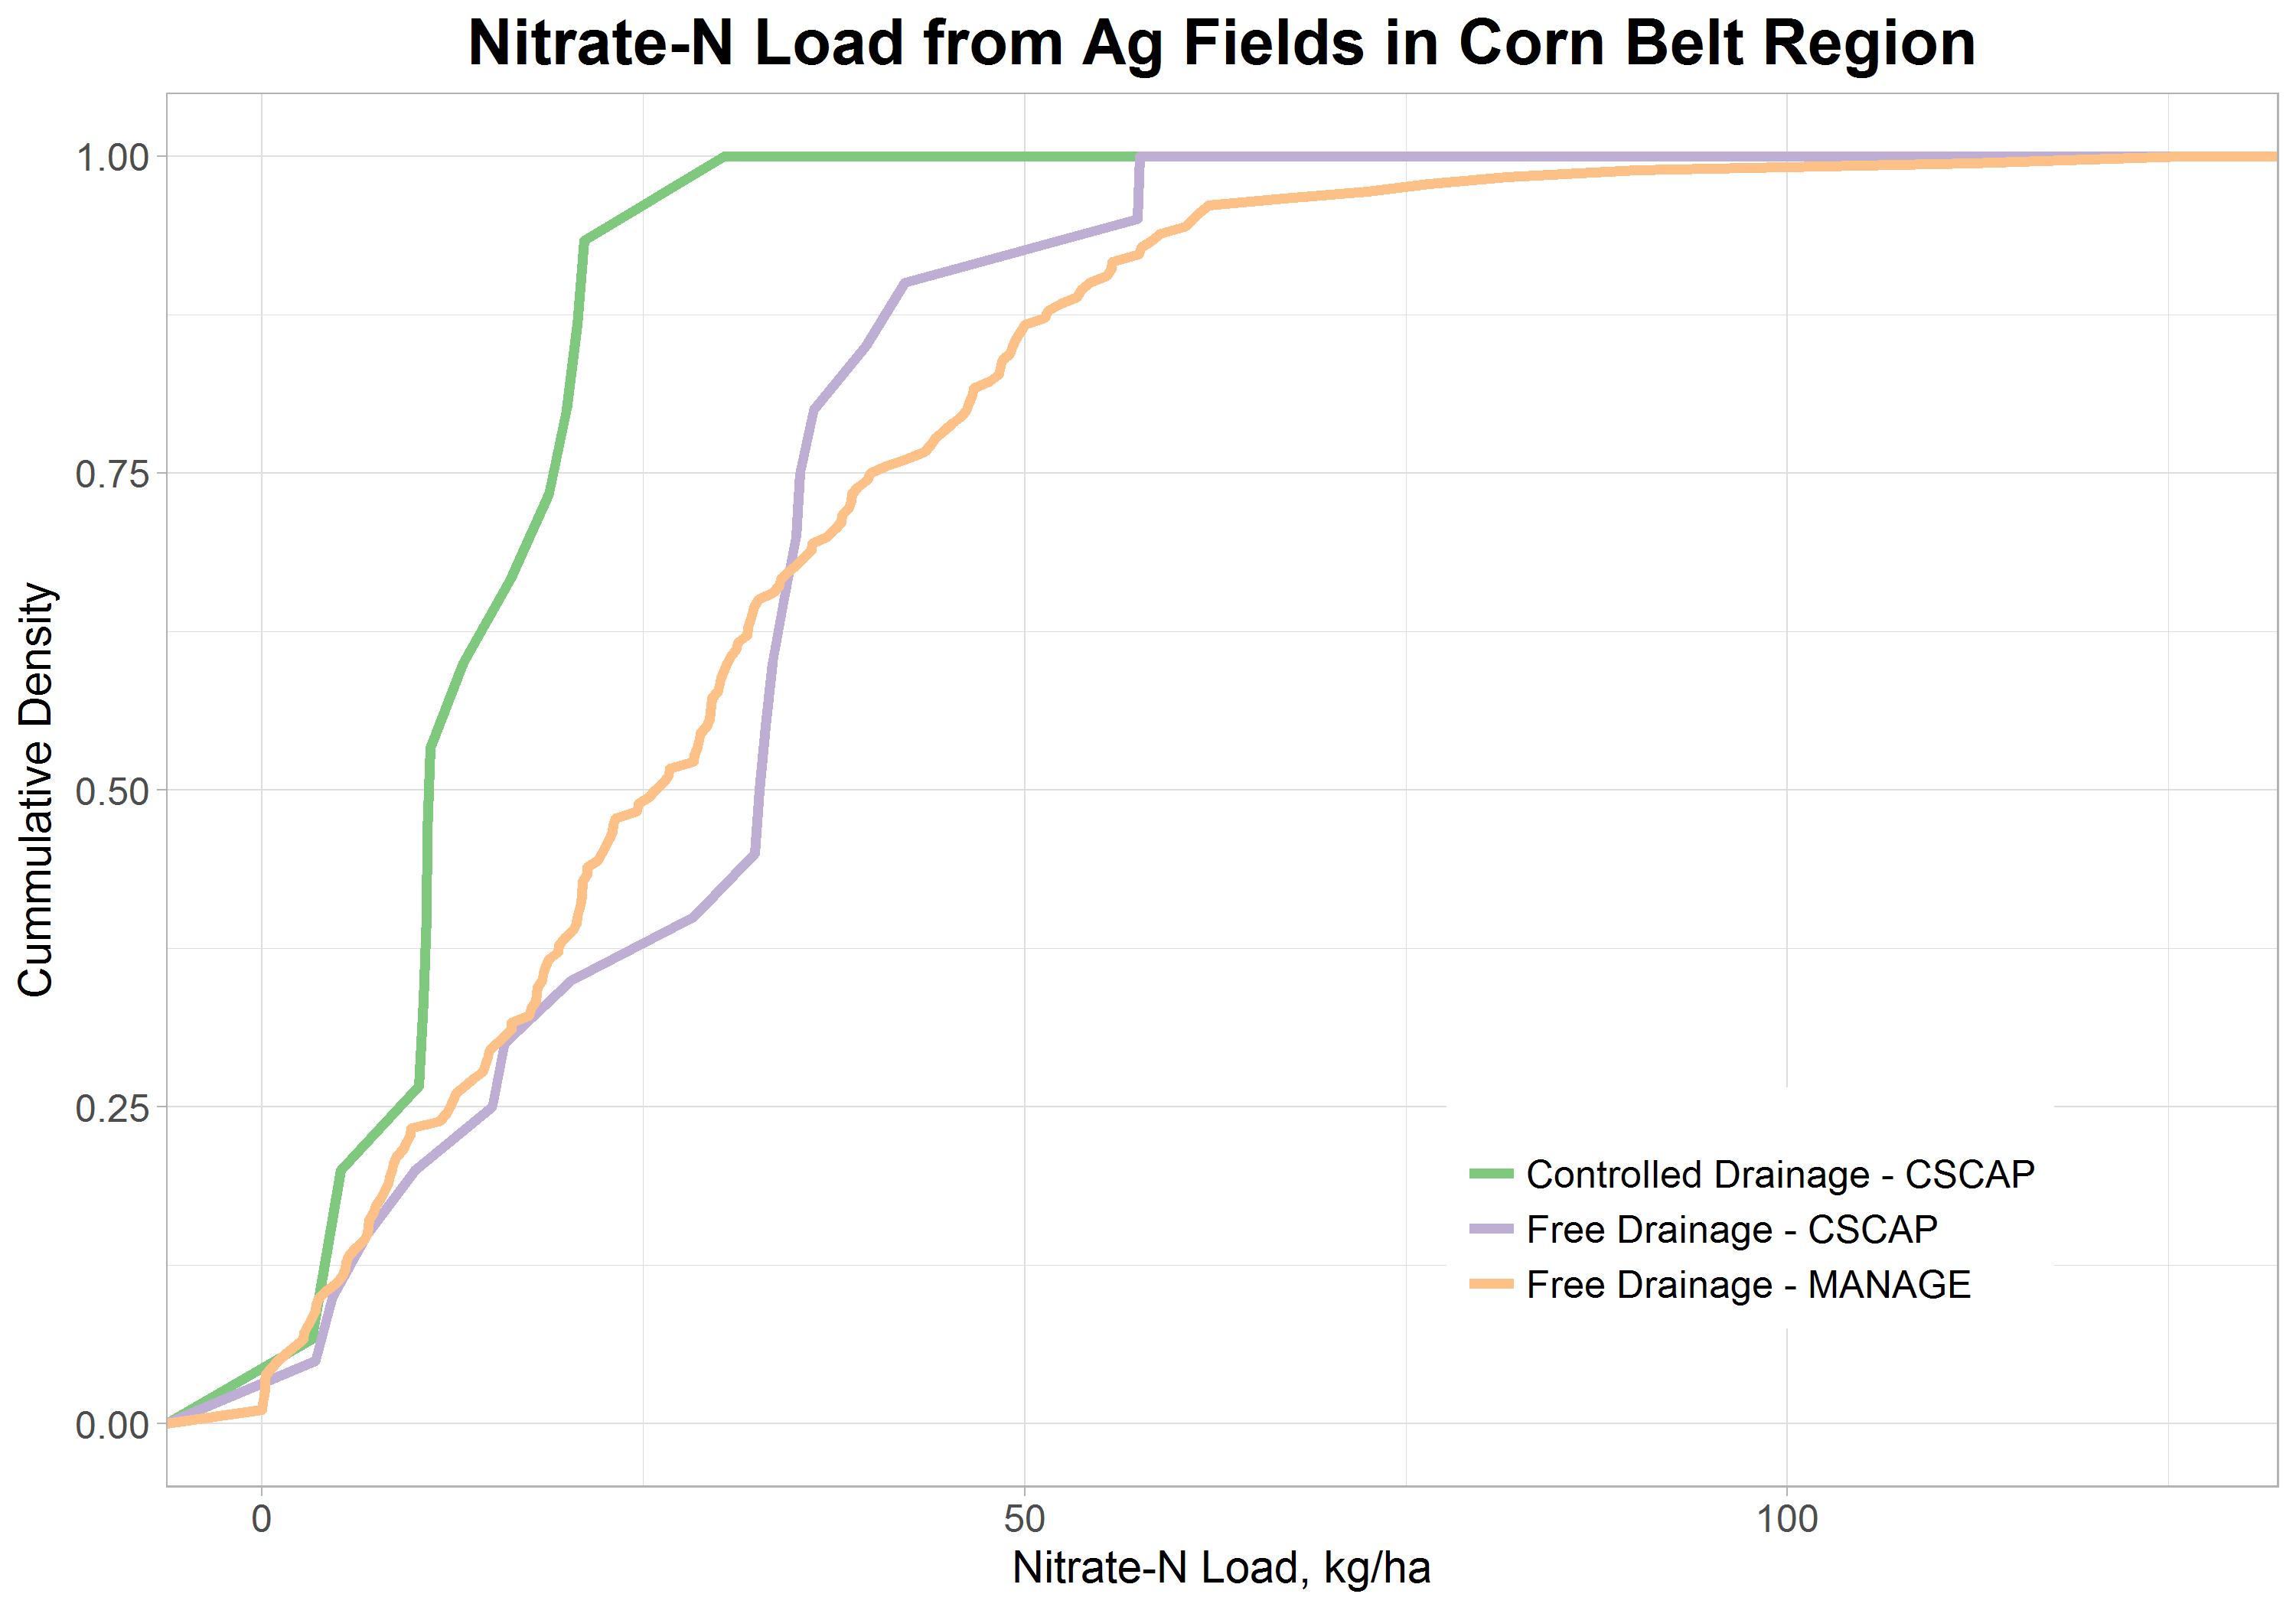 Nitrate-N Load from Ag Fields in Corn Belt Region
Cummulative Density
1.00
0.75
0.50
0.25
0.00
Controlled Drainage - CSCAP
Free Drainage - CSCAP
Free Drainage - MANAGE
0 50 100
Nitrate-N Load, kg/ha